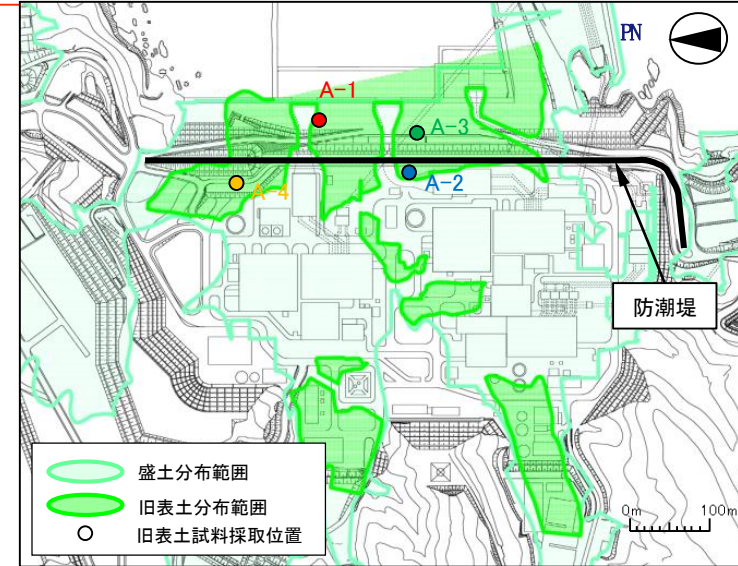 PN
A-1
A-3
A-2
A-4
防潮堤
盛土分布範囲
旧表土分布範囲
旧表土試料採取位置
0m 100m